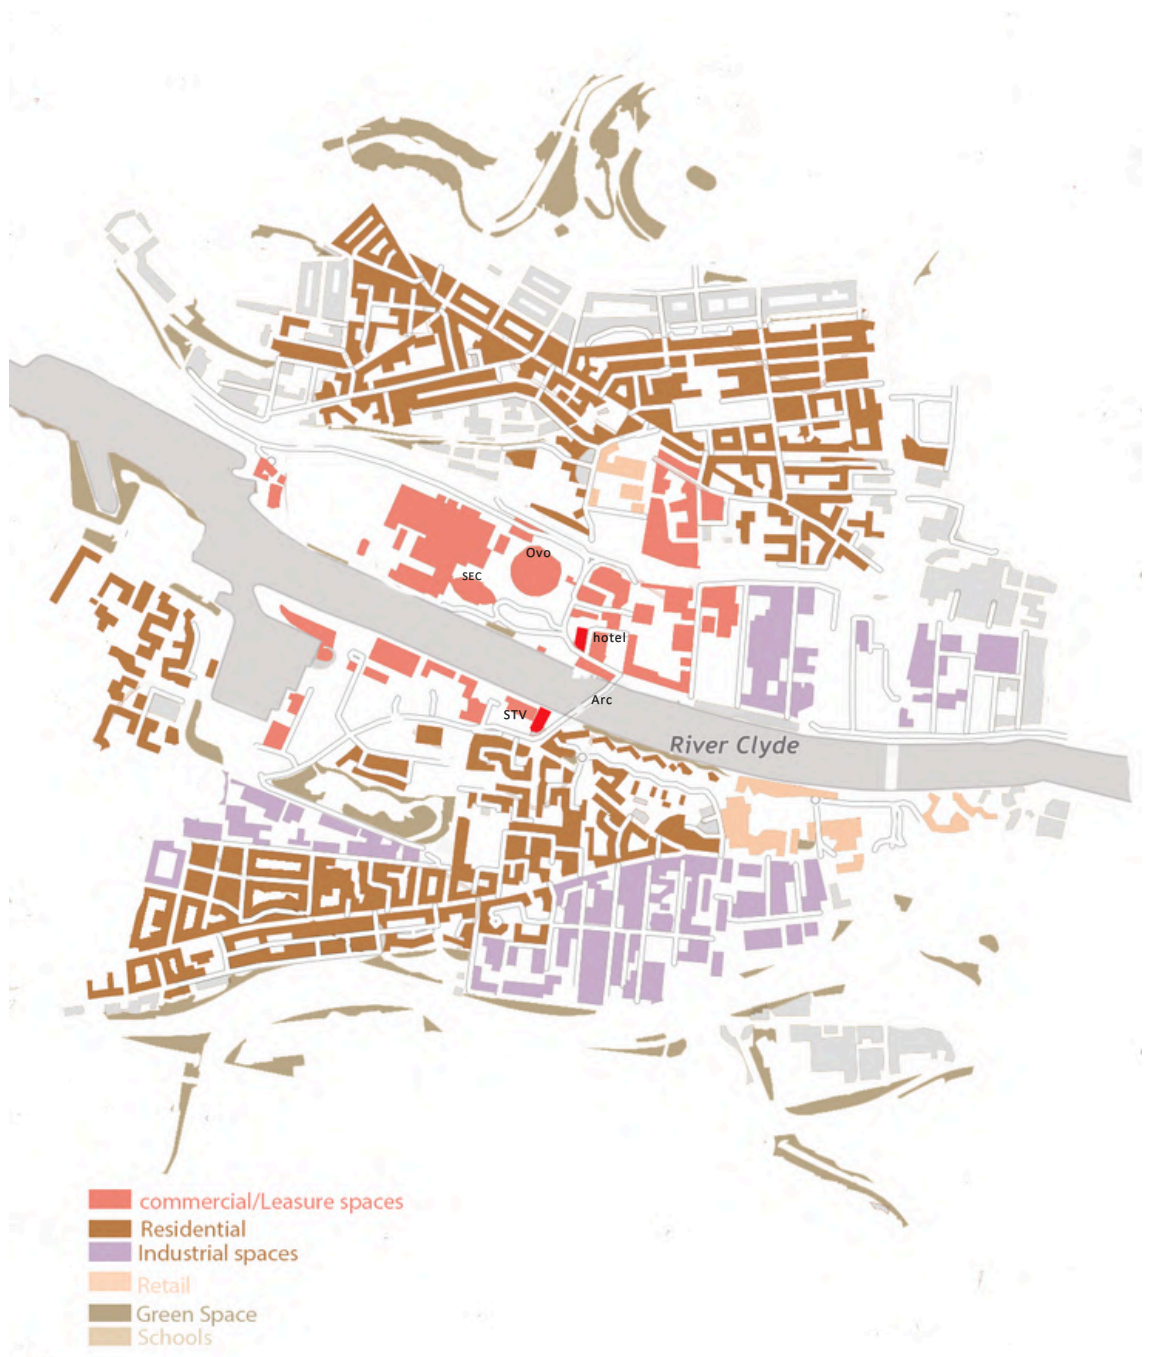 Ovo
SEC
hotel
Arc
STV
River Clyde
commercial/Leasure spaces
Residential
Industrial spaces
Retail
Green Space
Schools